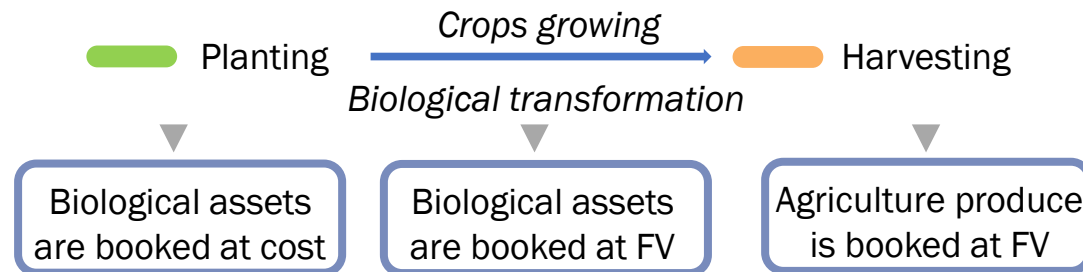 Crops growing
Planting
Harvesting
Biological transformation
Biological assets
are booked at cost
Biological assets
are booked at FV
Agriculture produce
is booked at FV